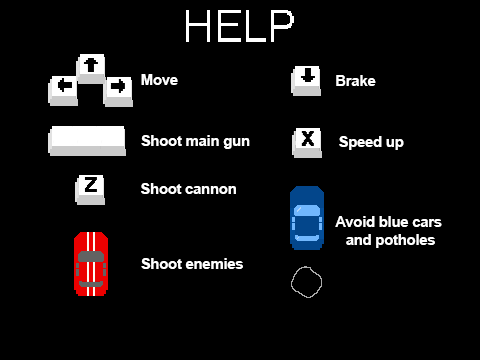 HELP
Move
Brake
Shoot main gun
X
Speed up
Z
Shoot cannon
Avoid blue cars
and potholes
Shoot enemies